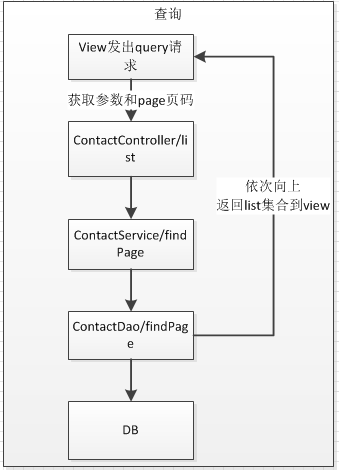 查询
View发出query请
求
获取参数和page页码
ContactController/li
st
依次向上
返回list集合到view
ContactService/find
Page
ContactDao/findPag
e
DB